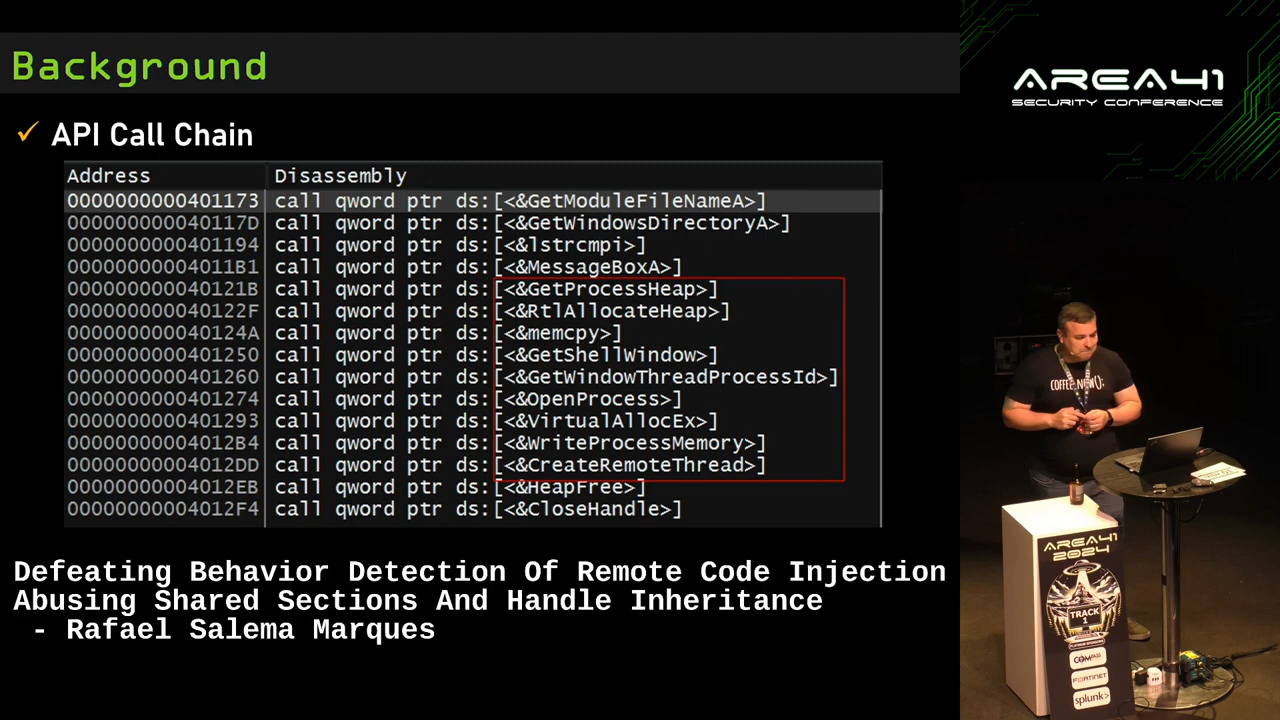 Background
✓ API Call Chain
Address Disassembly
0000000000401173 call qword ptr ds:[<&GetModuleFileNameA>]
000000000040117D call qword ptr ds:[<&GetWindowsDirectoryA>]
0000000000401194 call qword ptr ds:[<&lstrcmpi>]
00000000004011B1 call qword ptr ds:[<&MessageBoxA>]
000000000040121B call qword ptr ds:[<&GetProcessHeap>]
000000000040122F call qword ptr ds:[<&RtlAllocateHeap>]
000000000040124A call qword ptr ds:[<&memcpy>]
0000000000401250 call qword ptr ds:[<&GetShellWindow>]
0000000000401260 call qword ptr ds:[<&GetWindowThreadProcessId>]
0000000000401274 call qword ptr ds:[<&OpenProcess>]
0000000000401293 call qword ptr ds:[<&VirtualAllocEx>]
00000000004012B4 call qword ptr ds:[<&WriteProcessMemory>]
00000000004012DD call qword ptr ds:[<&CreateRemoteThread>]
00000000004012EB call qword ptr ds:[<&HeapFree>]
00000000004012F4 call qword ptr ds:[<&CloseHandle>]
Defeating Behavior Detection Of Remote Code Injection
Abusing Shared Sections And Handle Inheritance
- Rafael Salema Marques
AREA41
SECURITY CONFERENCE
COFFEE_NOW();
AREA41
2024
TRACK
1
PLATINUM SPONSORS
COMPASS
FORTINET
splunk>